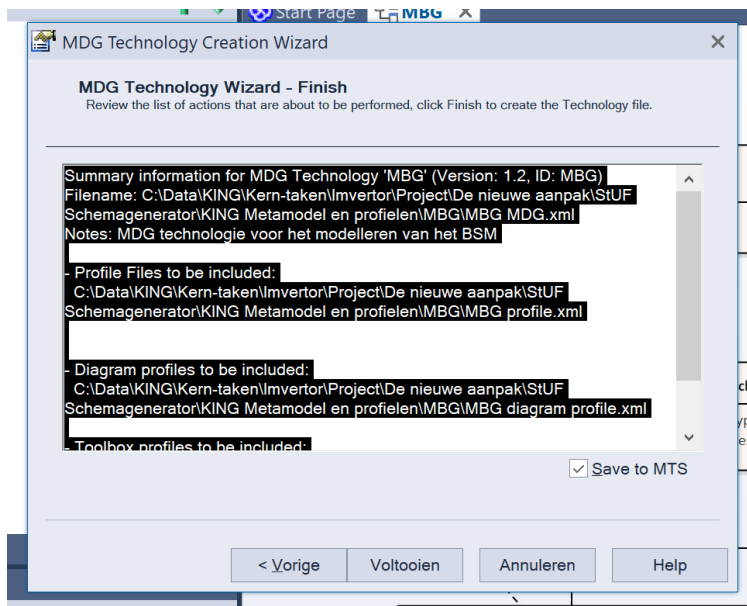 Start Page MBG
MDG Technology Creation Wizard
MDG Technology Wizard - Finish
Review the list of actions that are about to be performed, click Finish to create the Technology file.
Summary information for MDG Technology 'MBG' (Version: 1.2, ID: MBG)
Filename: C:\Data\KING\Kern-taken\Imvertor\Project\De nieuwe aanpak\StUF
Schemagenerator\KING Metamodel en profielen\MBG\MBG MDG.xml
Notes: MDG technologie voor het modelleren van het BSM
- Profile Files to be included:
C:\Data\KING\Kern-taken\Imvertor\Project\De nieuwe aanpak\StUF
Schemagenerator\KING Metamodel en profielen\MBG\MBG profile.xml
- Diagram profiles to be included:
C:\Data\KING\Kern-taken\Imvertor\Project\De nieuwe aanpak\StUF
Schemagenerator\KING Metamodel en profielen\MBG\MBG diagram profile.xml
- Toolbox profiles to be included:
Save to MTS
< Vorige
Voltooien
Annuleren
Help